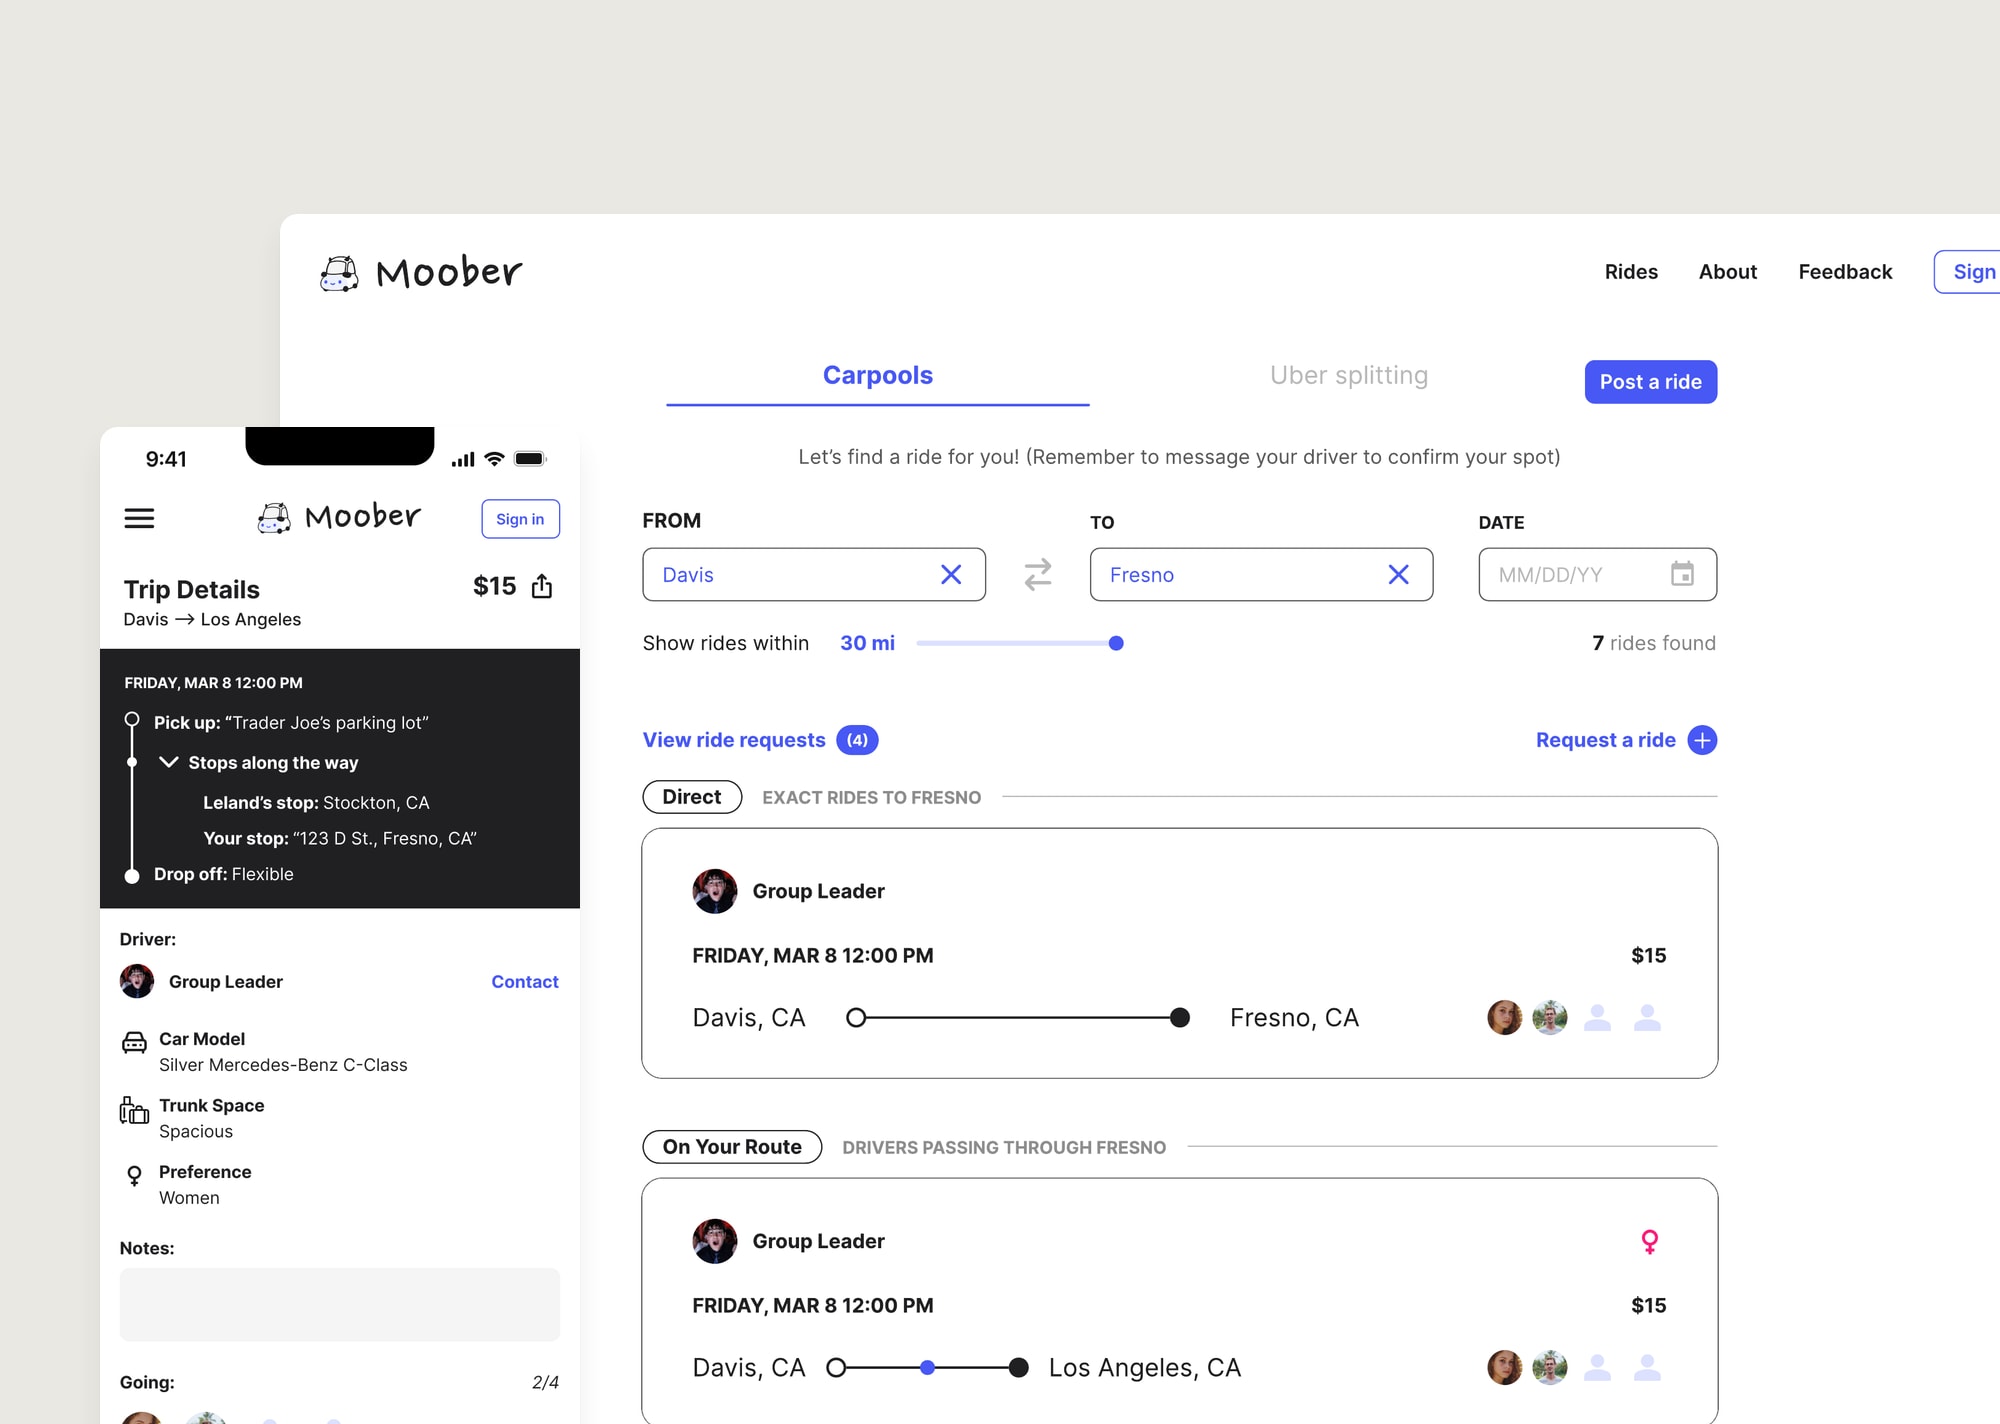 Moober
Rides
About
Feedback
Sign
Carpools
Uber splitting
Post a ride
Let’s find a ride for you! (Remember to message your driver to confirm your spot)
FROM
TO
DATE
Davis
Fresno
MM/DD/YY
Show rides within
30 mi
7 rides found
View ride requests (4)
Request a ride
Direct
EXACT RIDES TO FRESNO
Group Leader
FRIDAY, MAR 8 12:00 PM
$15
Davis, CA
Fresno, CA
On Your Route
DRIVERS PASSING THROUGH FRESNO
Group Leader
FRIDAY, MAR 8 12:00 PM
$15
Davis, CA
Los Angeles, CA
9:41
Moober
Sign in
Trip Details
$15
Davis → Los Angeles
FRIDAY, MAR 8 12:00 PM
Pick up: “Trader Joe’s parking lot”
Stops along the way
Leland’s stop: Stockton, CA
Your stop: “123 D St., Fresno, CA”
Drop off: Flexible
Driver:
Group Leader
Contact
Car Model
Silver Mercedes-Benz C-Class
Trunk Space
Spacious
Preference
Women
Notes:
Going:
2/4